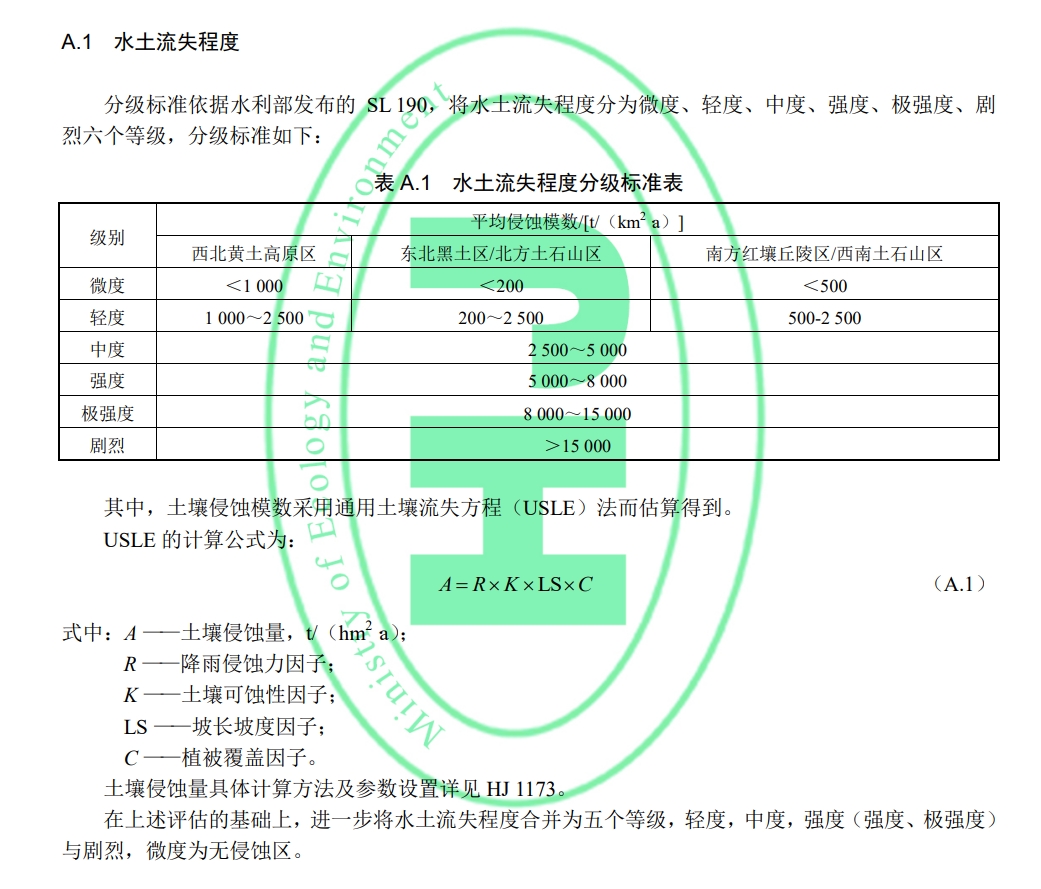 A.1 水土流失程度
分级标准依据水利部发布的 SL 190，将水土流失程度分为微度、轻度、中度、强度、极强度、剧
烈六个等级，分级标准如下：
表 A.1 水土流失程度分级标准表
级别 平均侵蚀模数/[t/（km² a）]
西北黄土高原区 东北黑土区/北方土石山区 南方红壤丘陵区/西南土石山区
微度 ＜1 000 ＜200 ＜500
轻度 1 000～2 500 200～2 500 500-2 500
中度 2 500～5 000
强度 5 000～8 000
极强度 8 000～15 000
剧烈 ＞15 000
其中，土壤侵蚀模数采用通用土壤流失方程（USLE）法而估算得到。
USLE 的计算公式为：
A = R × K × LS × C （A.1）
式中：A ——土壤侵蚀量，t/（hm² a）；
R ——降雨侵蚀力因子；
K ——土壤可蚀性因子；
LS ——坡长坡度因子；
C ——植被覆盖因子。
土壤侵蚀量具体计算方法及参数设置详见 HJ 1173。
在上述评估的基础上，进一步将水土流失程度合并为五个等级，轻度，中度，强度（强度、极强度）
与剧烈，微度为无侵蚀区。
Ministry of Ecology and Environment